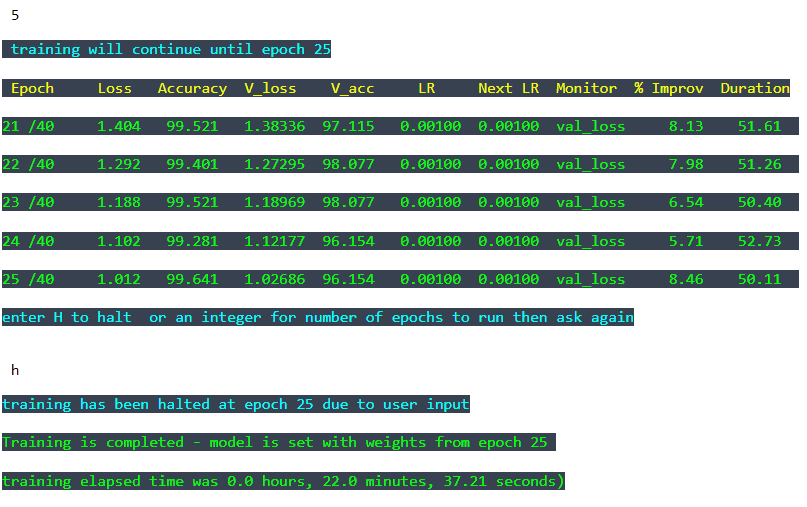 5
training will continue until epoch 25
Epoch Loss Accuracy V_loss V_acc LR Next LR Monitor % Improv Duration
21 /40 1.404 99.521 1.38336 97.115 0.00100 0.00100 val_loss 8.13 51.61
22 /40 1.292 99.401 1.27295 98.077 0.00100 0.00100 val_loss 7.98 51.26
23 /40 1.188 99.521 1.18969 98.077 0.00100 0.00100 val_loss 6.54 50.40
24 /40 1.102 99.281 1.12177 96.154 0.00100 0.00100 val_loss 5.71 52.73
25 /40 1.012 99.641 1.02686 96.154 0.00100 0.00100 val_loss 8.46 50.11
enter H to halt or an integer for number of epochs to run then ask again
h
training has been halted at epoch 25 due to user input
Training is completed - model is set with weights from epoch 25
training elapsed time was 0.0 hours, 22.0 minutes, 37.21 seconds)